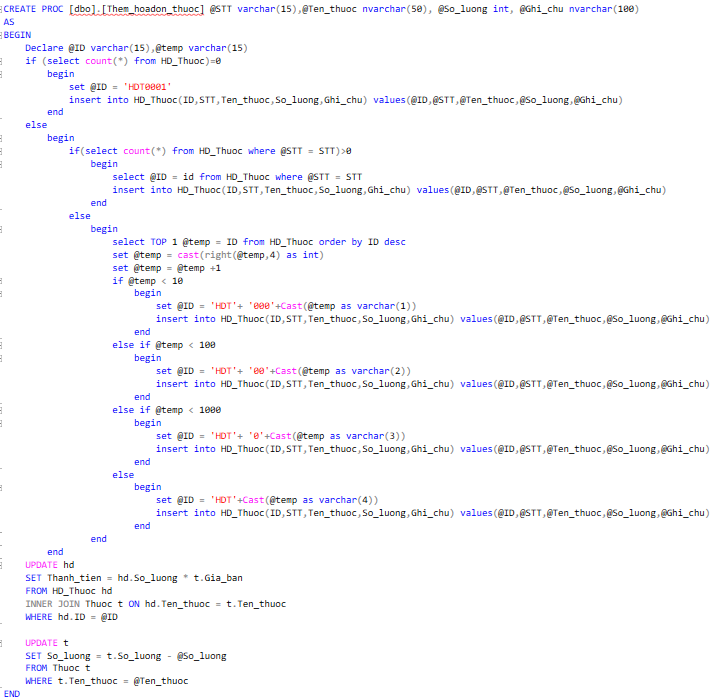 CREATE PROC [dbo].[Them_hoadon_thuoc] @STT varchar(15),@Ten_thuoc nvarchar(50), @So_luong int, @Ghi_chu nvarchar(100)
AS
BEGIN
Declare @ID varchar(15),@temp varchar(15)
if (select count(*) from HD_Thuoc)=0
begin
set @ID = 'HDT0001'
insert into HD_Thuoc(ID,STT,Ten_thuoc,So_luong,Ghi_chu) values(@ID,@STT,@Ten_thuoc,@So_luong,@Ghi_chu)
end
else
begin
if(select count(*) from HD_Thuoc where @STT = STT)>0
begin
select @ID = id from HD_Thuoc where @STT = STT
insert into HD_Thuoc(ID,STT,Ten_thuoc,So_luong,Ghi_chu) values(@ID,@STT,@Ten_thuoc,@So_luong,@Ghi_chu)
end
else
begin
select TOP 1 @temp = ID from HD_Thuoc order by ID desc
set @temp = cast(right(@temp,4) as int)
set @temp = @temp +1
if @temp < 10
begin
set @ID = 'HDT'+ '000'+Cast(@temp as varchar(1))
insert into HD_Thuoc(ID,STT,Ten_thuoc,So_luong,Ghi_chu) values(@ID,@STT,@Ten_thuoc,@So_luong,@Ghi_chu)
end
else if @temp < 100
begin
set @ID = 'HDT'+ '00'+Cast(@temp as varchar(2))
insert into HD_Thuoc(ID,STT,Ten_thuoc,So_luong,Ghi_chu) values(@ID,@STT,@Ten_thuoc,@So_luong,@Ghi_chu)
end
else if @temp < 1000
begin
set @ID = 'HDT'+ '0'+Cast(@temp as varchar(3))
insert into HD_Thuoc(ID,STT,Ten_thuoc,So_luong,Ghi_chu) values(@ID,@STT,@Ten_thuoc,@So_luong,@Ghi_chu)
end
else
begin
set @ID = 'HDT'+Cast(@temp as varchar(4))
insert into HD_Thuoc(ID,STT,Ten_thuoc,So_luong,Ghi_chu) values(@ID,@STT,@Ten_thuoc,@So_luong,@Ghi_chu)
end
end
end
UPDATE hd
SET Thanh_tien = hd.So_luong * t.Gia_ban
FROM HD_Thuoc hd
INNER JOIN Thuoc t ON hd.Ten_thuoc = t.Ten_thuoc
WHERE hd.ID = @ID
UPDATE t
SET So_luong = t.So_luong - @So_luong
FROM Thuoc t
WHERE t.Ten_thuoc = @Ten_thuoc
END